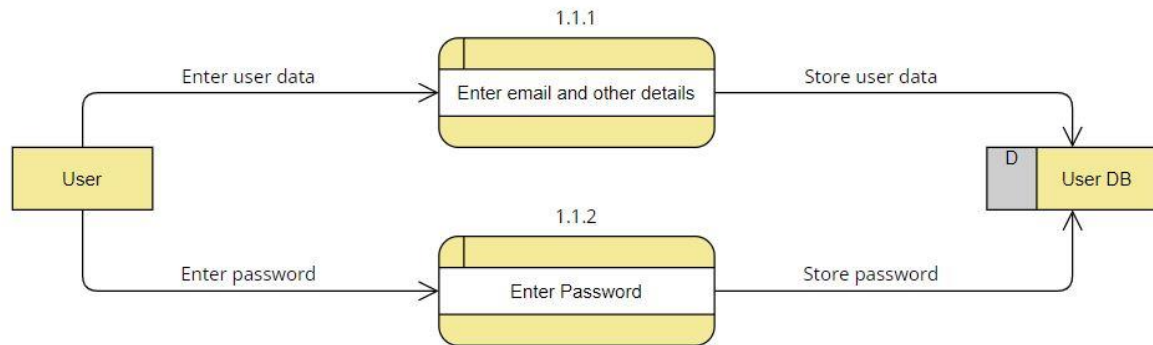 1.1.1
Enter user data
Enter email and other details
Store user data
User
D
User DB
1.1.2
Enter password
Enter Password
Store password